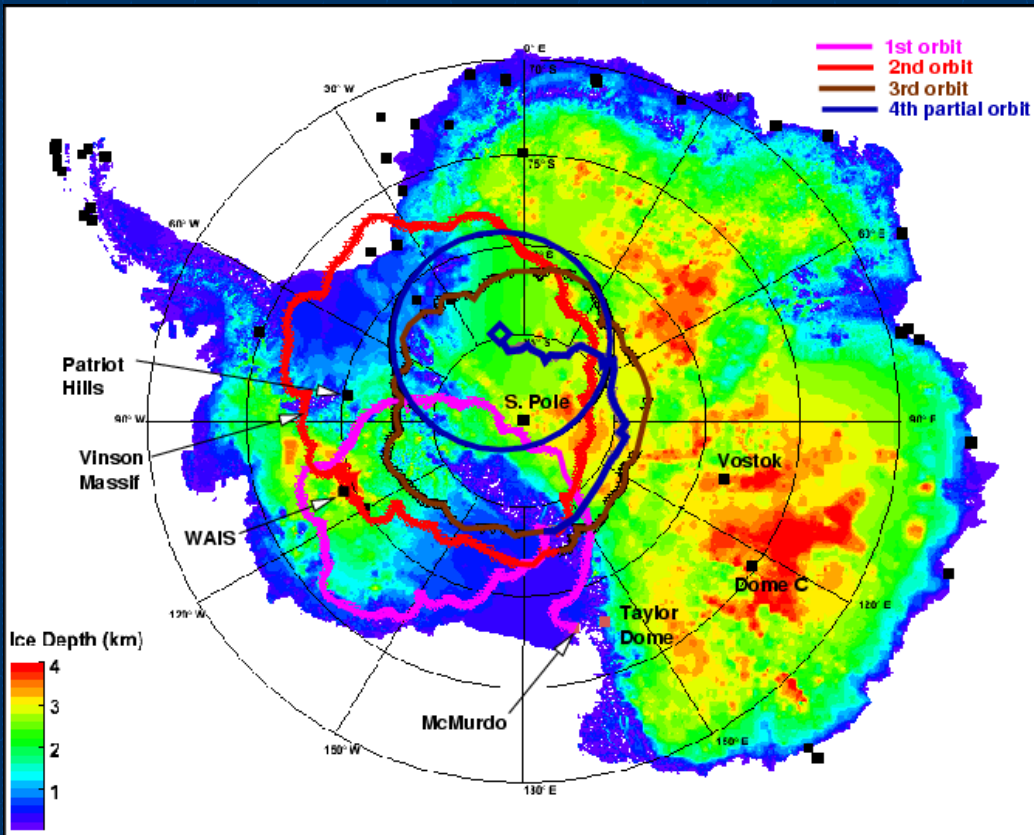 1st orbit
2nd orbit
3rd orbit
4th partial orbit
0° E
70° S
30° W
30° E
75° S
60° W
60° E
Patriot
Hills
S. Pole
90° W
90° E
Vinson
Massif
Vostok
WAIS
Dome C
120° W
120° E
Taylor
Dome
Ice Depth (km)
4
3
2
1
McMurdo
150° W
150° E
180° E